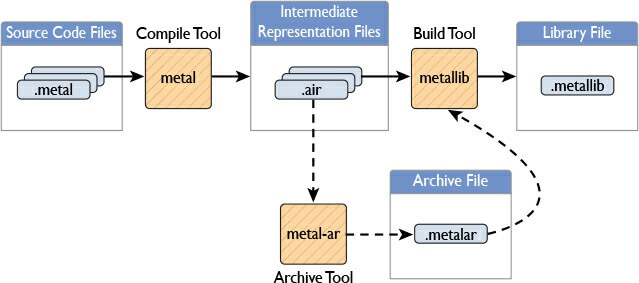 Source Code Files
.metal
Compile Tool
metal
Intermediate
Representation Files
.air
Build Tool
metallib
Library File
.metallib
metal-ar
Archive Tool
Archive File
.metalar